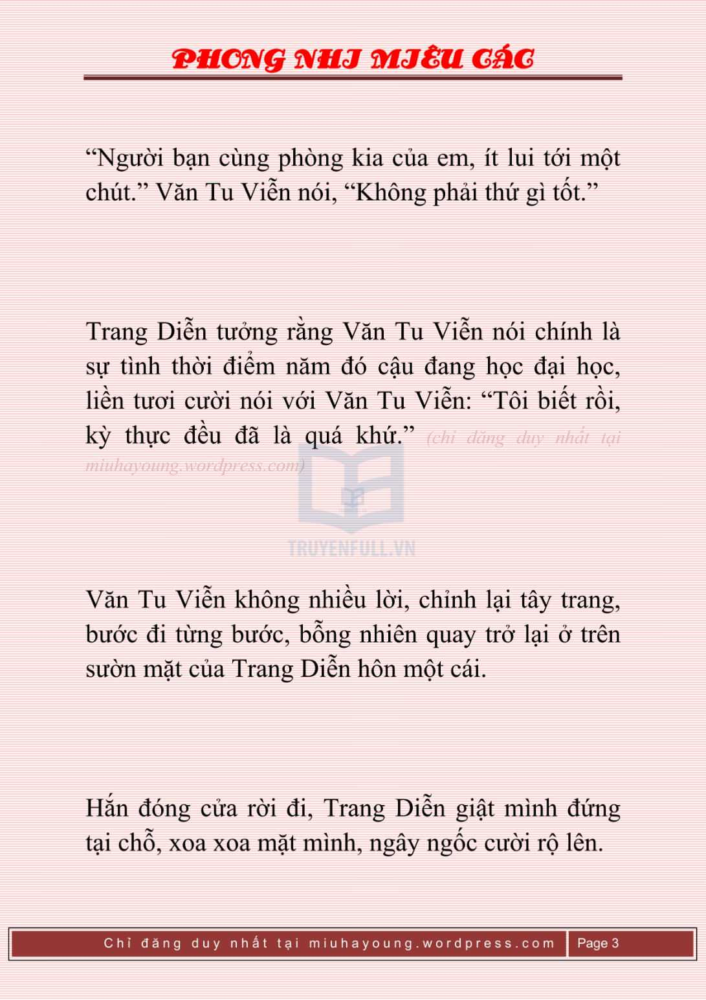 PHONG NHI MIÊU CÁC
“Người bạn cùng phòng kia của em, ít lui tới một
chút.” Văn Tu Viễn nói, “Không phải thứ gì tốt.”
Trang Diễn tưởng rằng Văn Tu Viễn nói chính là
sự tình thời điểm năm đó cậu đang học đại học,
liền tươi cười nói với Văn Tu Viễn: “Tôi biết rồi,
kỳ thực đều đã là quá khứ.” (chỉ đăng duy nhất tại
miuhayoung.wordpress.com)
TRUYENFULL.VN
Văn Tu Viễn không nhiều lời, chỉnh lại tây trang,
bước đi từng bước, bỗng nhiên quay trở lại ở trên
sườn mặt của Trang Diễn hôn một cái.
Hắn đóng cửa rời đi, Trang Diễn giật mình đứng
tại chỗ, xoa xoa mặt mình, ngây ngốc cười rộ lên.
Chỉ đăng duy nhất tại miuhayoung.wordpress.com Page 3